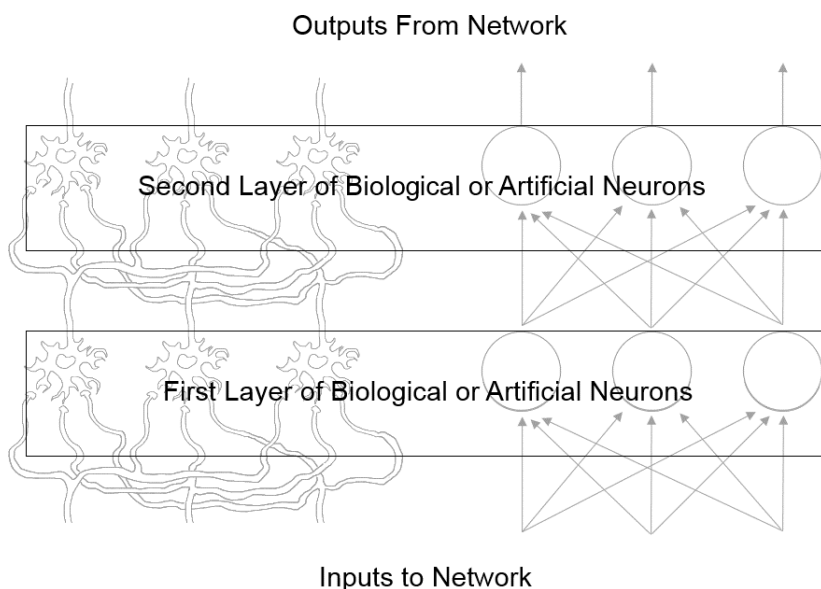 Outputs From Network
Second Layer of Biological or Artificial Neurons
First Layer of Biological or Artificial Neurons
Inputs to Network